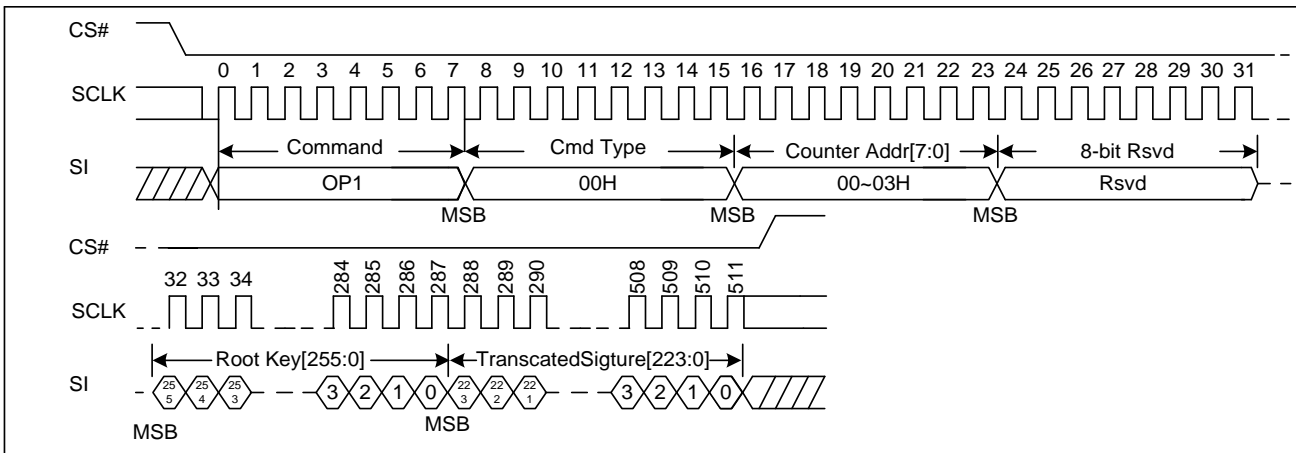 CS#
0 1 2 3 4 5 6 7 8 9 10 11 12 13 14 15 16 17 18 19 20 21 22 23 24 25 26 27 28 29 30 31
SCLK
Command Cmd Type Counter Addr[7:0] 8-bit Rsvd
SI
OP1 00H 00~03H Rsvd
MSB MSB MSB
CS#
32 33 34 284 285 286 287 288 289 290 508 509 510 511
SCLK
Root Key[255:0] TranscatedSigture[223:0]
SI
255 254 253 3 2 1 0 223 222 221 3 2 1 0
MSB MSB